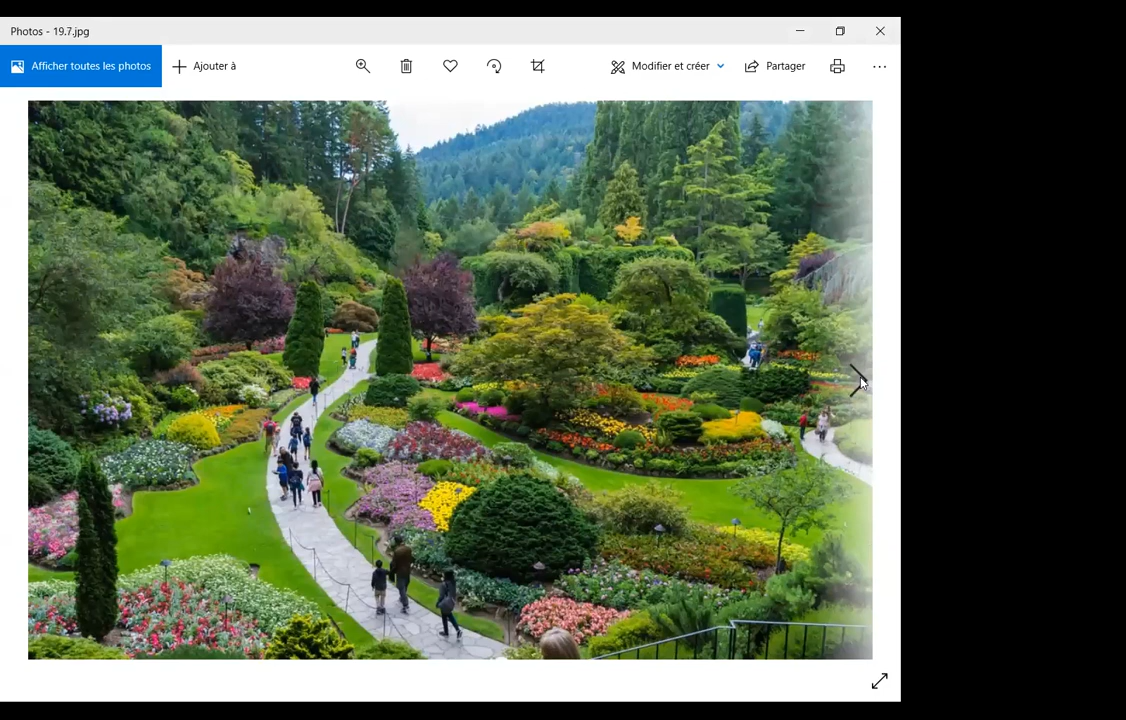 Photos - 19.7.jpg
Afficher toutes les photos
Ajouter à
Modifier et créer
Partager